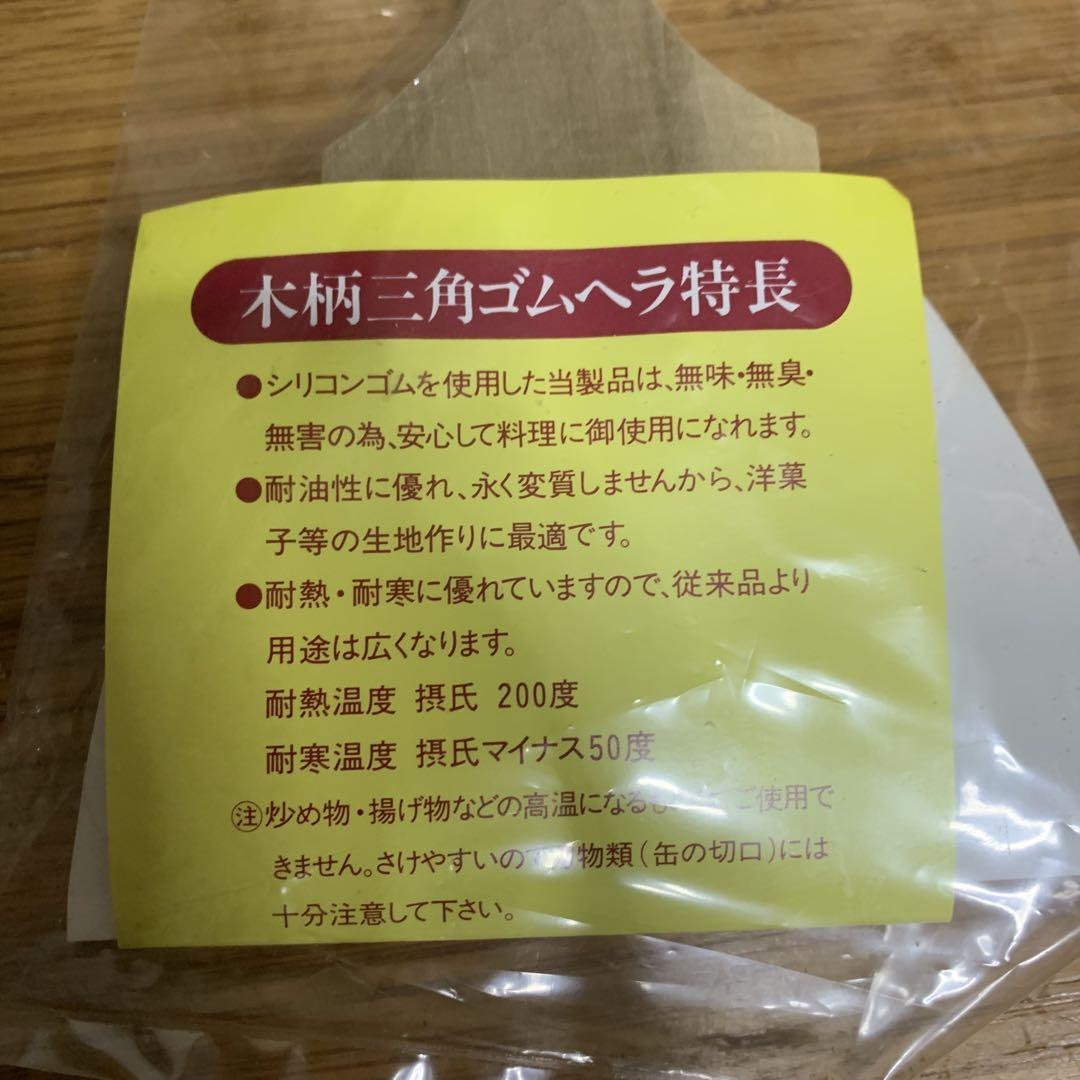 木柄三角ゴムヘラ特長
●シリコンゴムを使用した当製品は、無味・無臭・
無害の為、安心して料理に御使用になれます。
●耐油性に優れ、永く変質しませんから、洋菓
子等の生地作りに最適です。
●耐熱・耐寒に優れていますので、従来品より
用途は広くなります。
耐熱温度 摂氏 200度
耐寒温度 摂氏マイナス50度
㊟炒め物・揚げ物などの高温になるご使用で
きません。さけやすいので物類(缶の切口)には
十分注意して下さい。